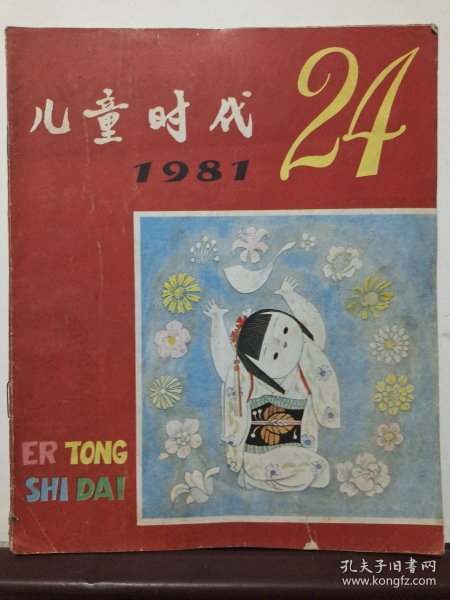 儿童时代
24
1981
ER TONG
SHI DAI
孔夫子旧书网
www.kongfz.com